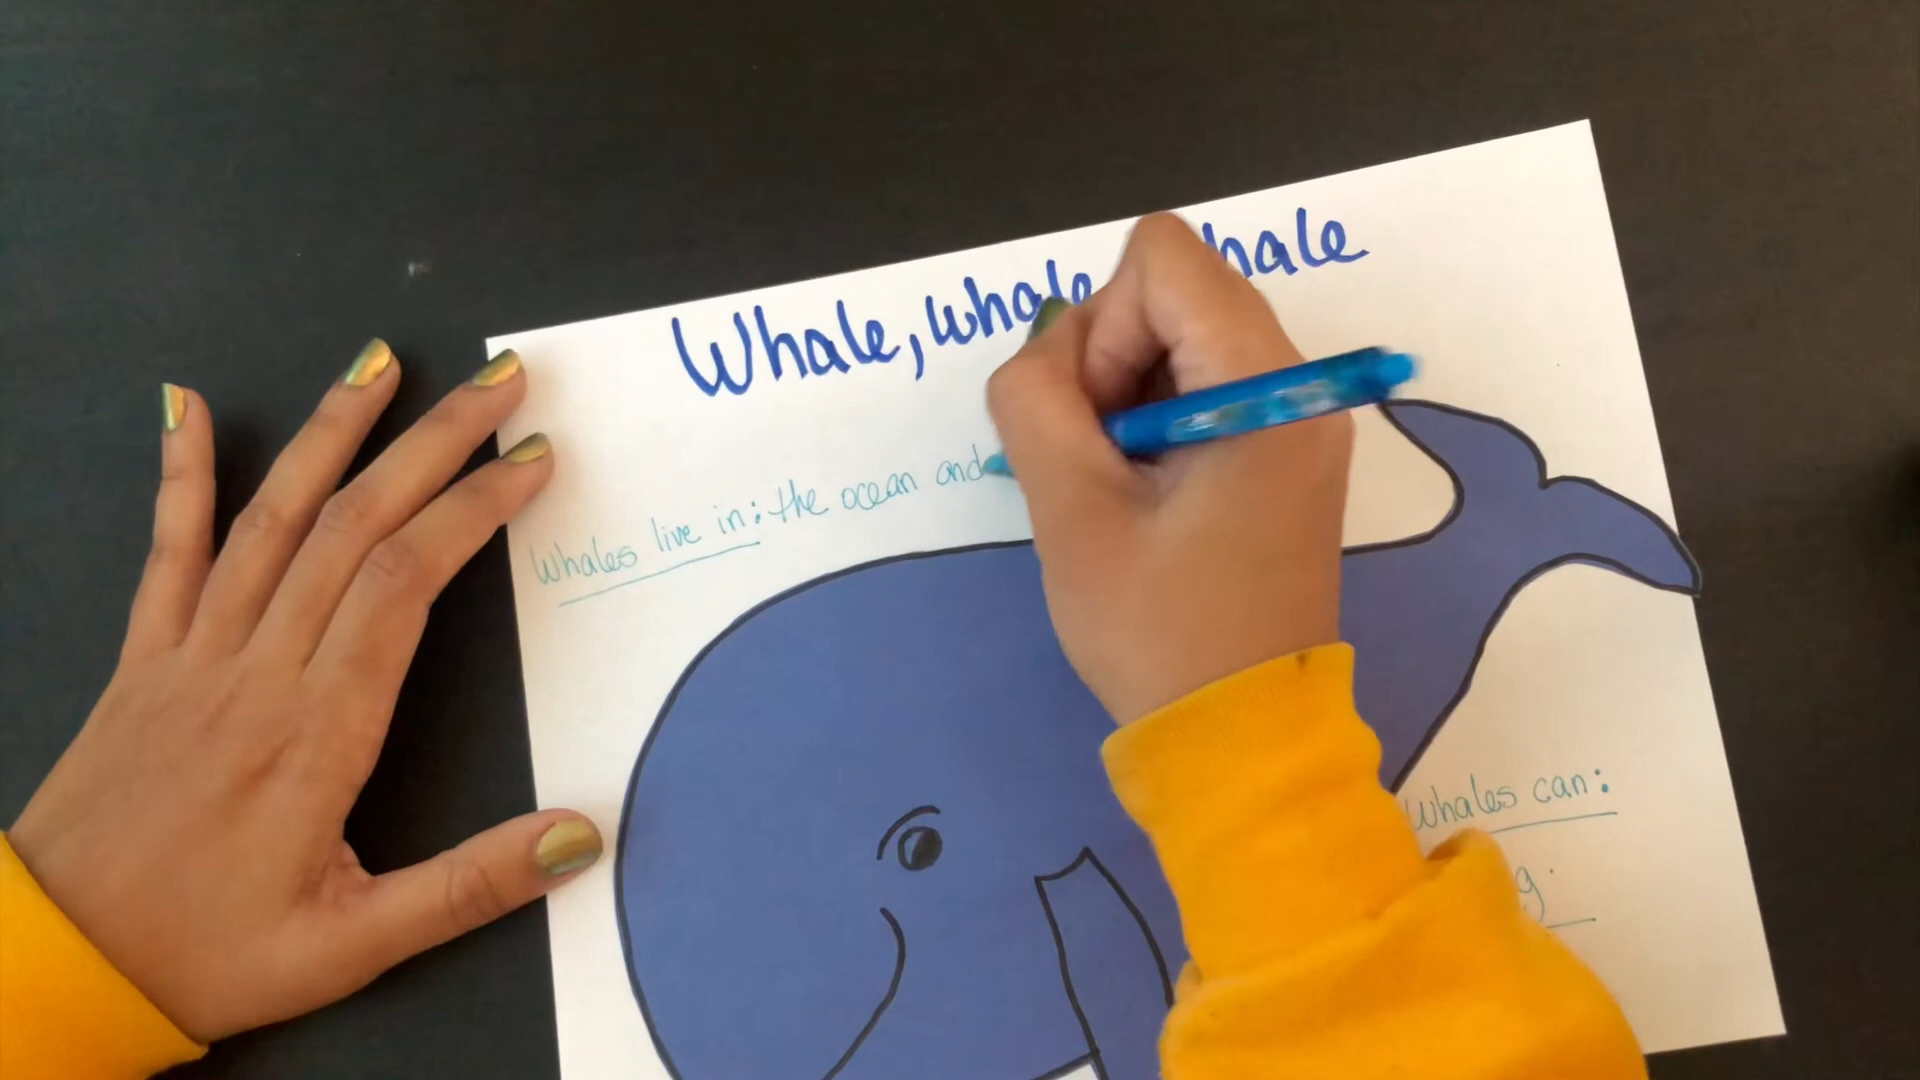 Whale, whale hale
Whales live in: the ocean and
Whales can:
g